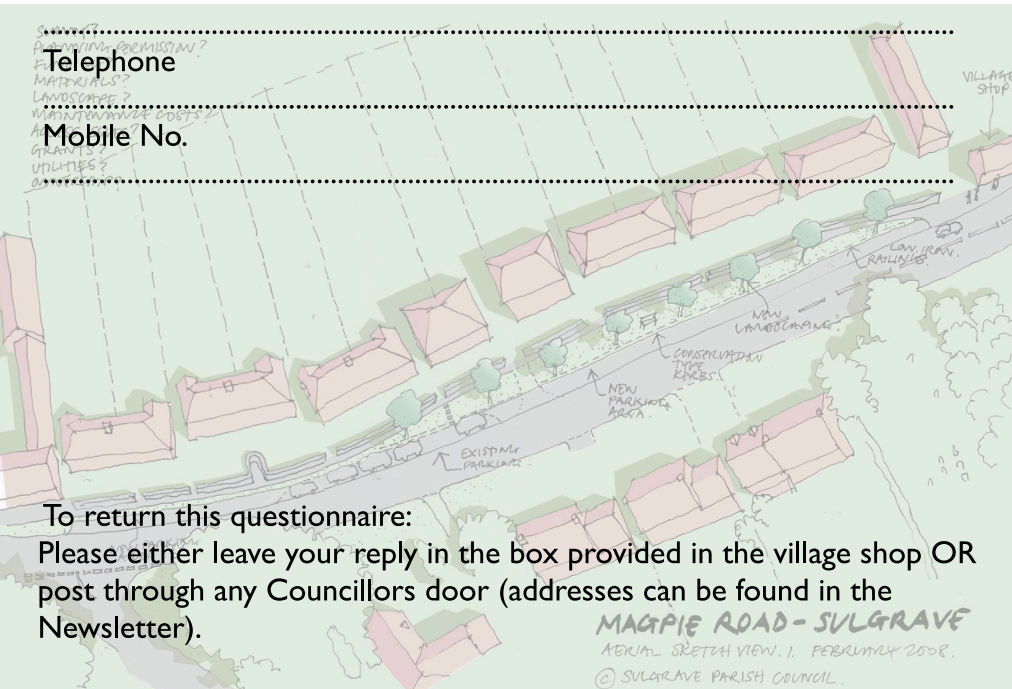 SURVEY?
PLANNING PERMISSION?
MATERIALS?
LANDSCAPE?
MAINTENANCE COSTS?
GRANTS?
UTILITIES?
Telephone
Mobile No.
VILLAGE
SHOP
LOW IRON
RAILINGS
NEW
LANDSCAPING
CONSERVATION
TYPE
KERBS
NEW
PARKING
AREA
EXISTING
PARKING
To return this questionnaire:
Please either leave your reply in the box provided in the village shop OR
post through any Councillors door (addresses can be found in the
Newsletter).
MAGPIE ROAD - SULGRAVE
AERIAL SKETCH VIEW. 1. FEBRUARY 2008.
© SULGRAVE PARISH COUNCIL.